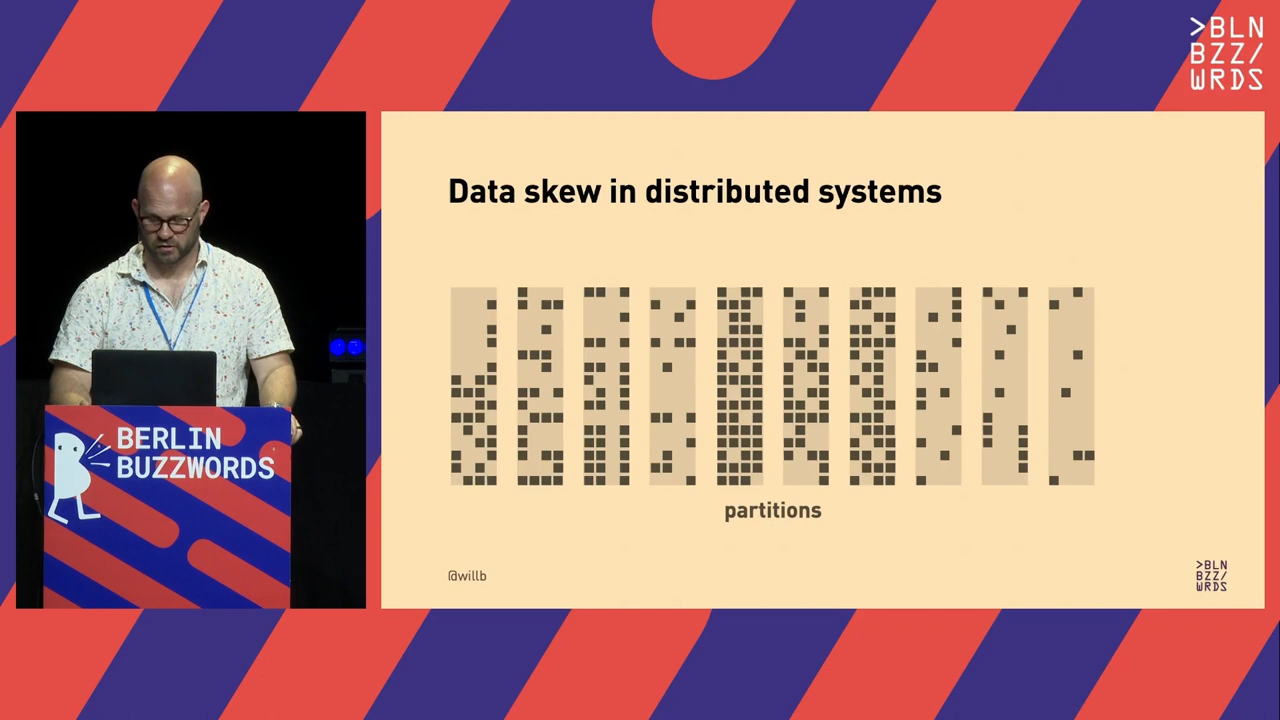 >BLN
BZZ/
WRDS
Data skew in distributed systems
partitions
@willb
>BLN
BZZ/
WRDS
BERLIN
BUZZWORDS